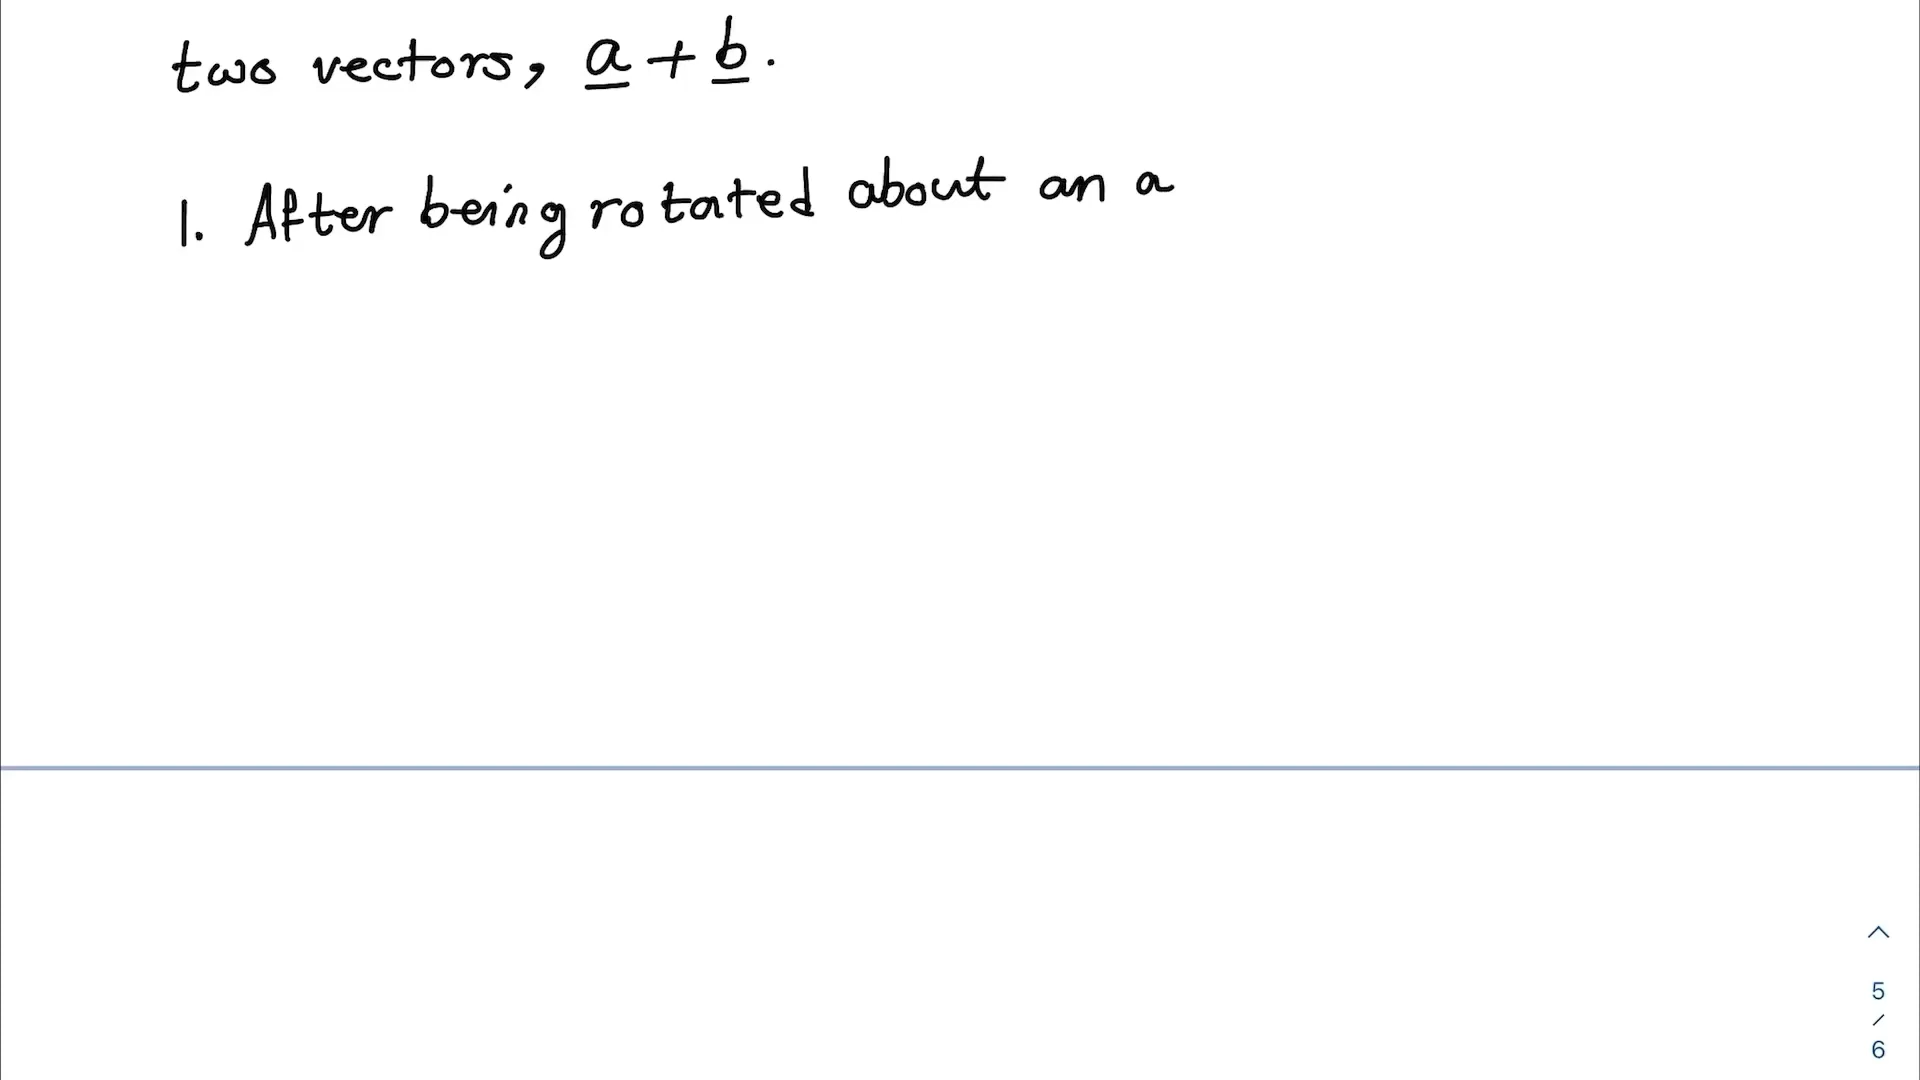 two vectors, a + b.
1. After being rotated about an a
5
/
6